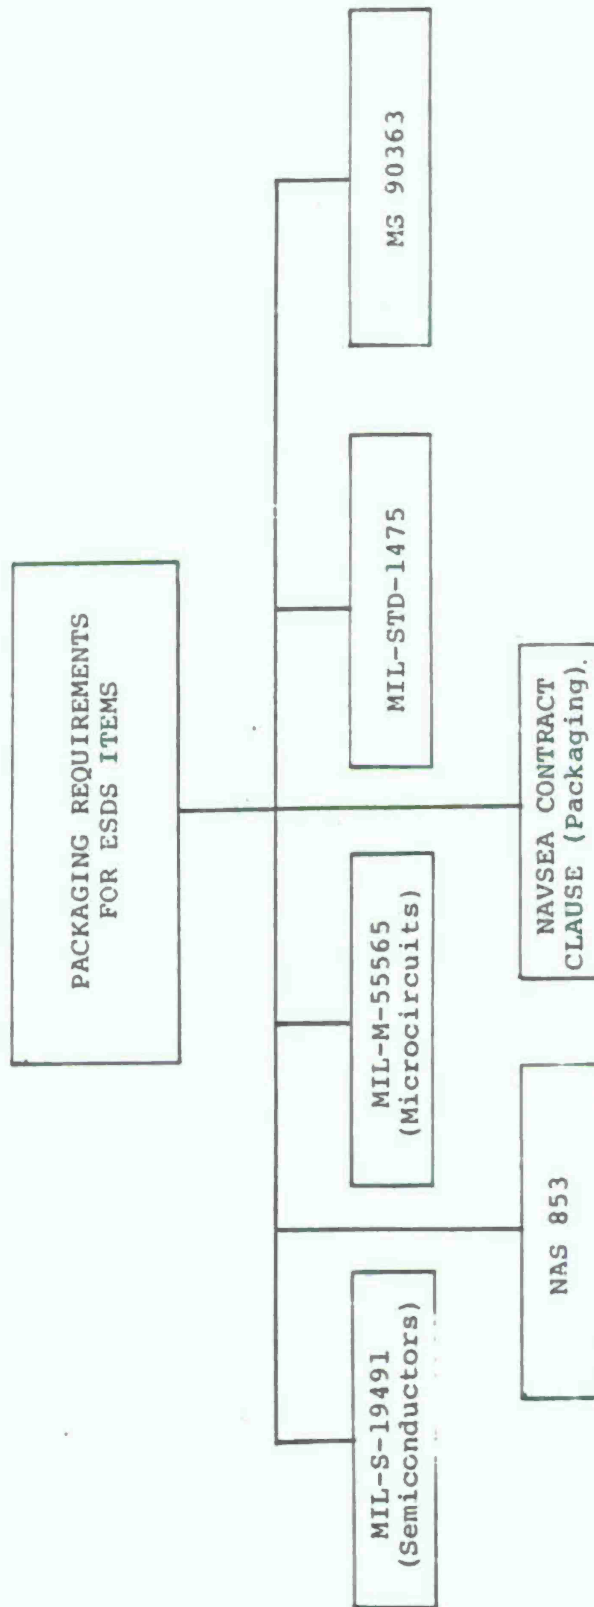 PACKAGING REQUIREMENTS
FOR ESDS ITEMS
MIL-S-19491
(Semiconductors)
MIL-M-55565
(Microcircuits)
MIL-STD-1475
MS 90363
NAS 853
NAVSEA CONTRACT
CLAUSE (Packaging).